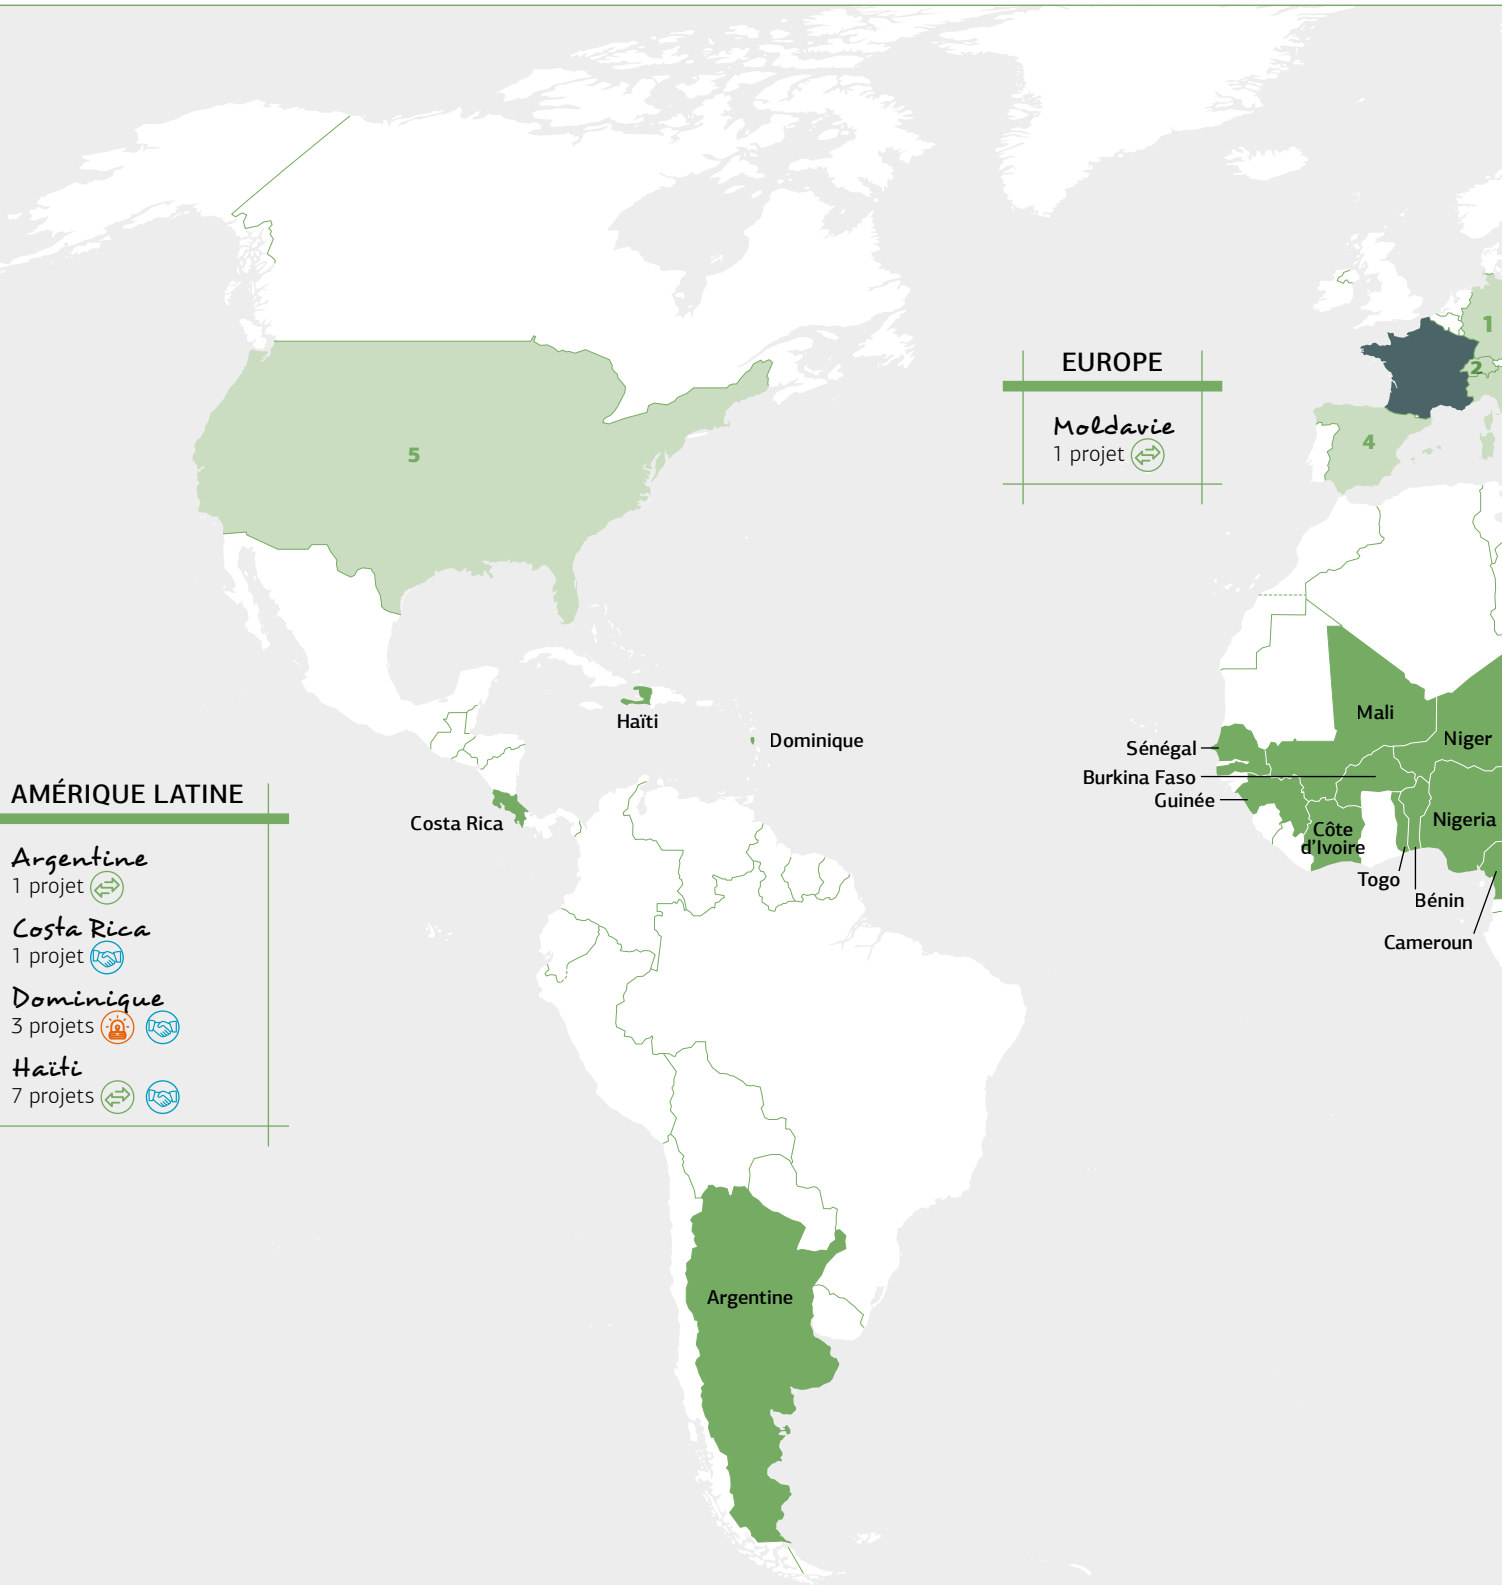 1
2
EUROPE
Moldavie
1 projet
4
5
Mali
Haïti
Niger
Dominique
Sénégal
Burkina Faso
AMÉRIQUE LATINE
Guinée
Costa Rica
Nigeria
Côte
d'Ivoire
Argentine
1 projet
Togo
Bénin
Costa Rica
1 projet
Cameroun
Dominique
3 projets
Haïti
7 projets
Argentine